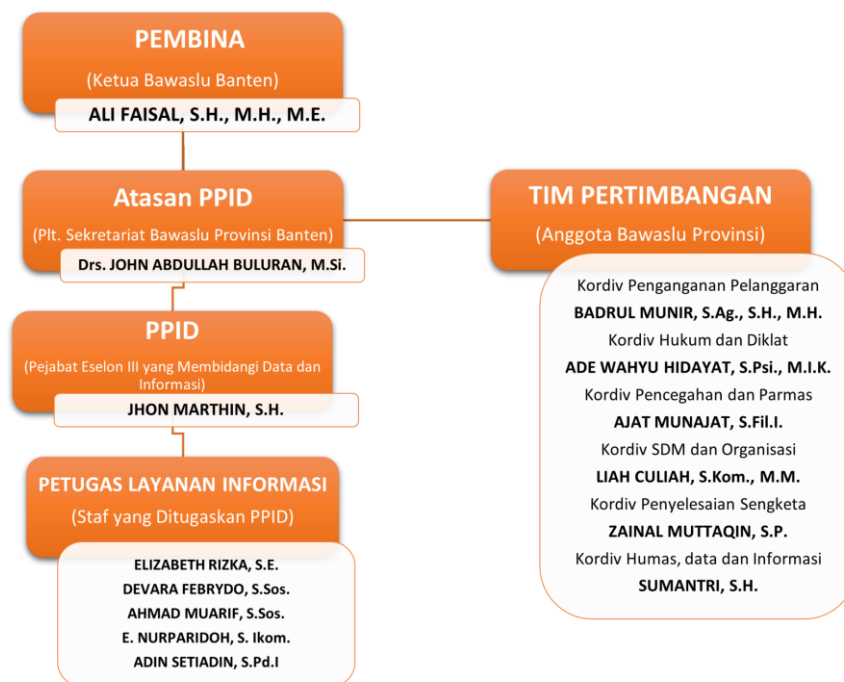 PEMBINA
(Ketua Bawaslu Banten)
ALI FAISAL, S.H., M.H., M.E.
Atasan PPID
(Plt. Sekretariat Bawaslu Provinsi Banten)
Drs. JOHN ABDULLAH BULURAN, M.Si.
TIM PERTIMBANGAN
(Anggota Bawaslu Provinsi)
Kordiv Penganganan Pelanggaran
BADRUL MUNIR, S.Ag., S.H., M.H.
Kordiv Hukum dan Diklat
ADE WAHYU HIDAYAT, S.Psi., M.I.K.
Kordiv Pencegahan dan Parmas
AJAT MUNAJAT, S.Fil.I.
Kordiv SDM dan Organisasi
LIAH CULIAH, S.Kom., M.M.
Kordiv Penyelesaian Sengketa
ZAINAL MUTTAQIN, S.P.
Kordiv Humas, data dan Informasi
SUMANTRI, S.H.
PPID
(Pejabat Eselon III yang Membidangi Data dan
Informasi)
JHON MARTHIN, S.H.
PETUGAS LAYANAN INFORMASI
(Staf yang Ditugaskan PPID)
ELIZABETH RIZKA, S.E.
DEVARA FEBRYDO, S.Sos.
AHMAD MUARIF, S.Sos.
E. NURPARIDOH, S. Ikom.
ADIN SETIADIN, S.Pd.I